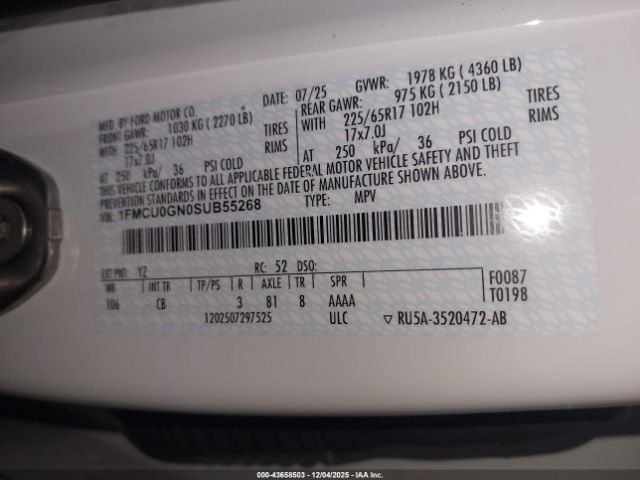 MFD. BY FORD MOTOR CO. DATE: 07/25 GVWR: 1978 KG ( 4360 LB)
FRONT GAWR: 1030 KG ( 2270 LB) REAR GAWR: 975 KG ( 2150 LB)
WITH 225/65R17 102H TIRES WITH 225/65R17 102H TIRES
17x7.0J RIMS 17x7.0J RIMS
AT 250 kPa/ 36 PSI COLD AT 250 kPa/ 36 PSI COLD
THIS VEHICLE CONFORMS TO ALL APPLICABLE FEDERAL MOTOR VEHICLE SAFETY AND THEFT
PREVENTION STANDARDS IN EFFECT ON THE DATE OF MANUFACTURE SHOWN ABOVE.
VIN: 1FMCU0GN0SUB55268 TYPE: MPV
EXT PNT: YZ RC: 52 DSO:
WB INT TR TP/PS R AXLE TR SPR F0087
106 CB 3 81 8 AAAA T0198
1202507297525 ULC ▽ RU5A-3520472-AB
000-43658503 | 12/04/2025 - IAA Inc. |